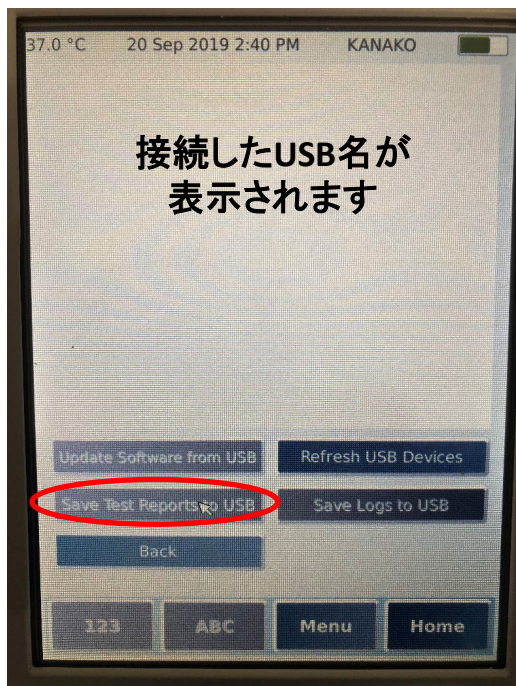 37.0 °C 20 Sep 2019 2:40 PM KANAKO
接続したUSB名が
表示されます
Update Software from USB Refresh USB Devices
Save Test Reports to USB Save Logs to USB
Back
123 ABC Menu Home